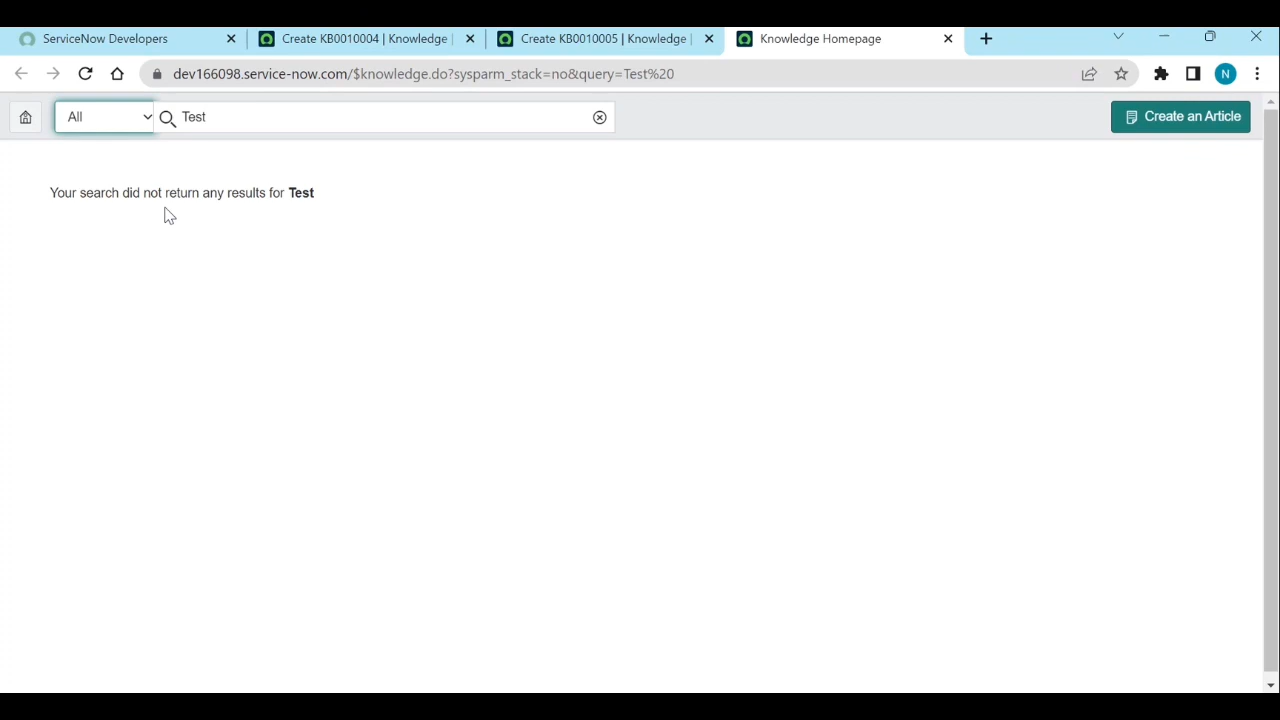 ServiceNow Developers
Create KB0010004 | Knowledge |
Create KB0010005 | Knowledge |
Knowledge Homepage
dev166098.service-now.com/$knowledge.do?sysparm_stack=no&query=Test%20
N
All
Test
Create an Article
Your search did not return any results for Test